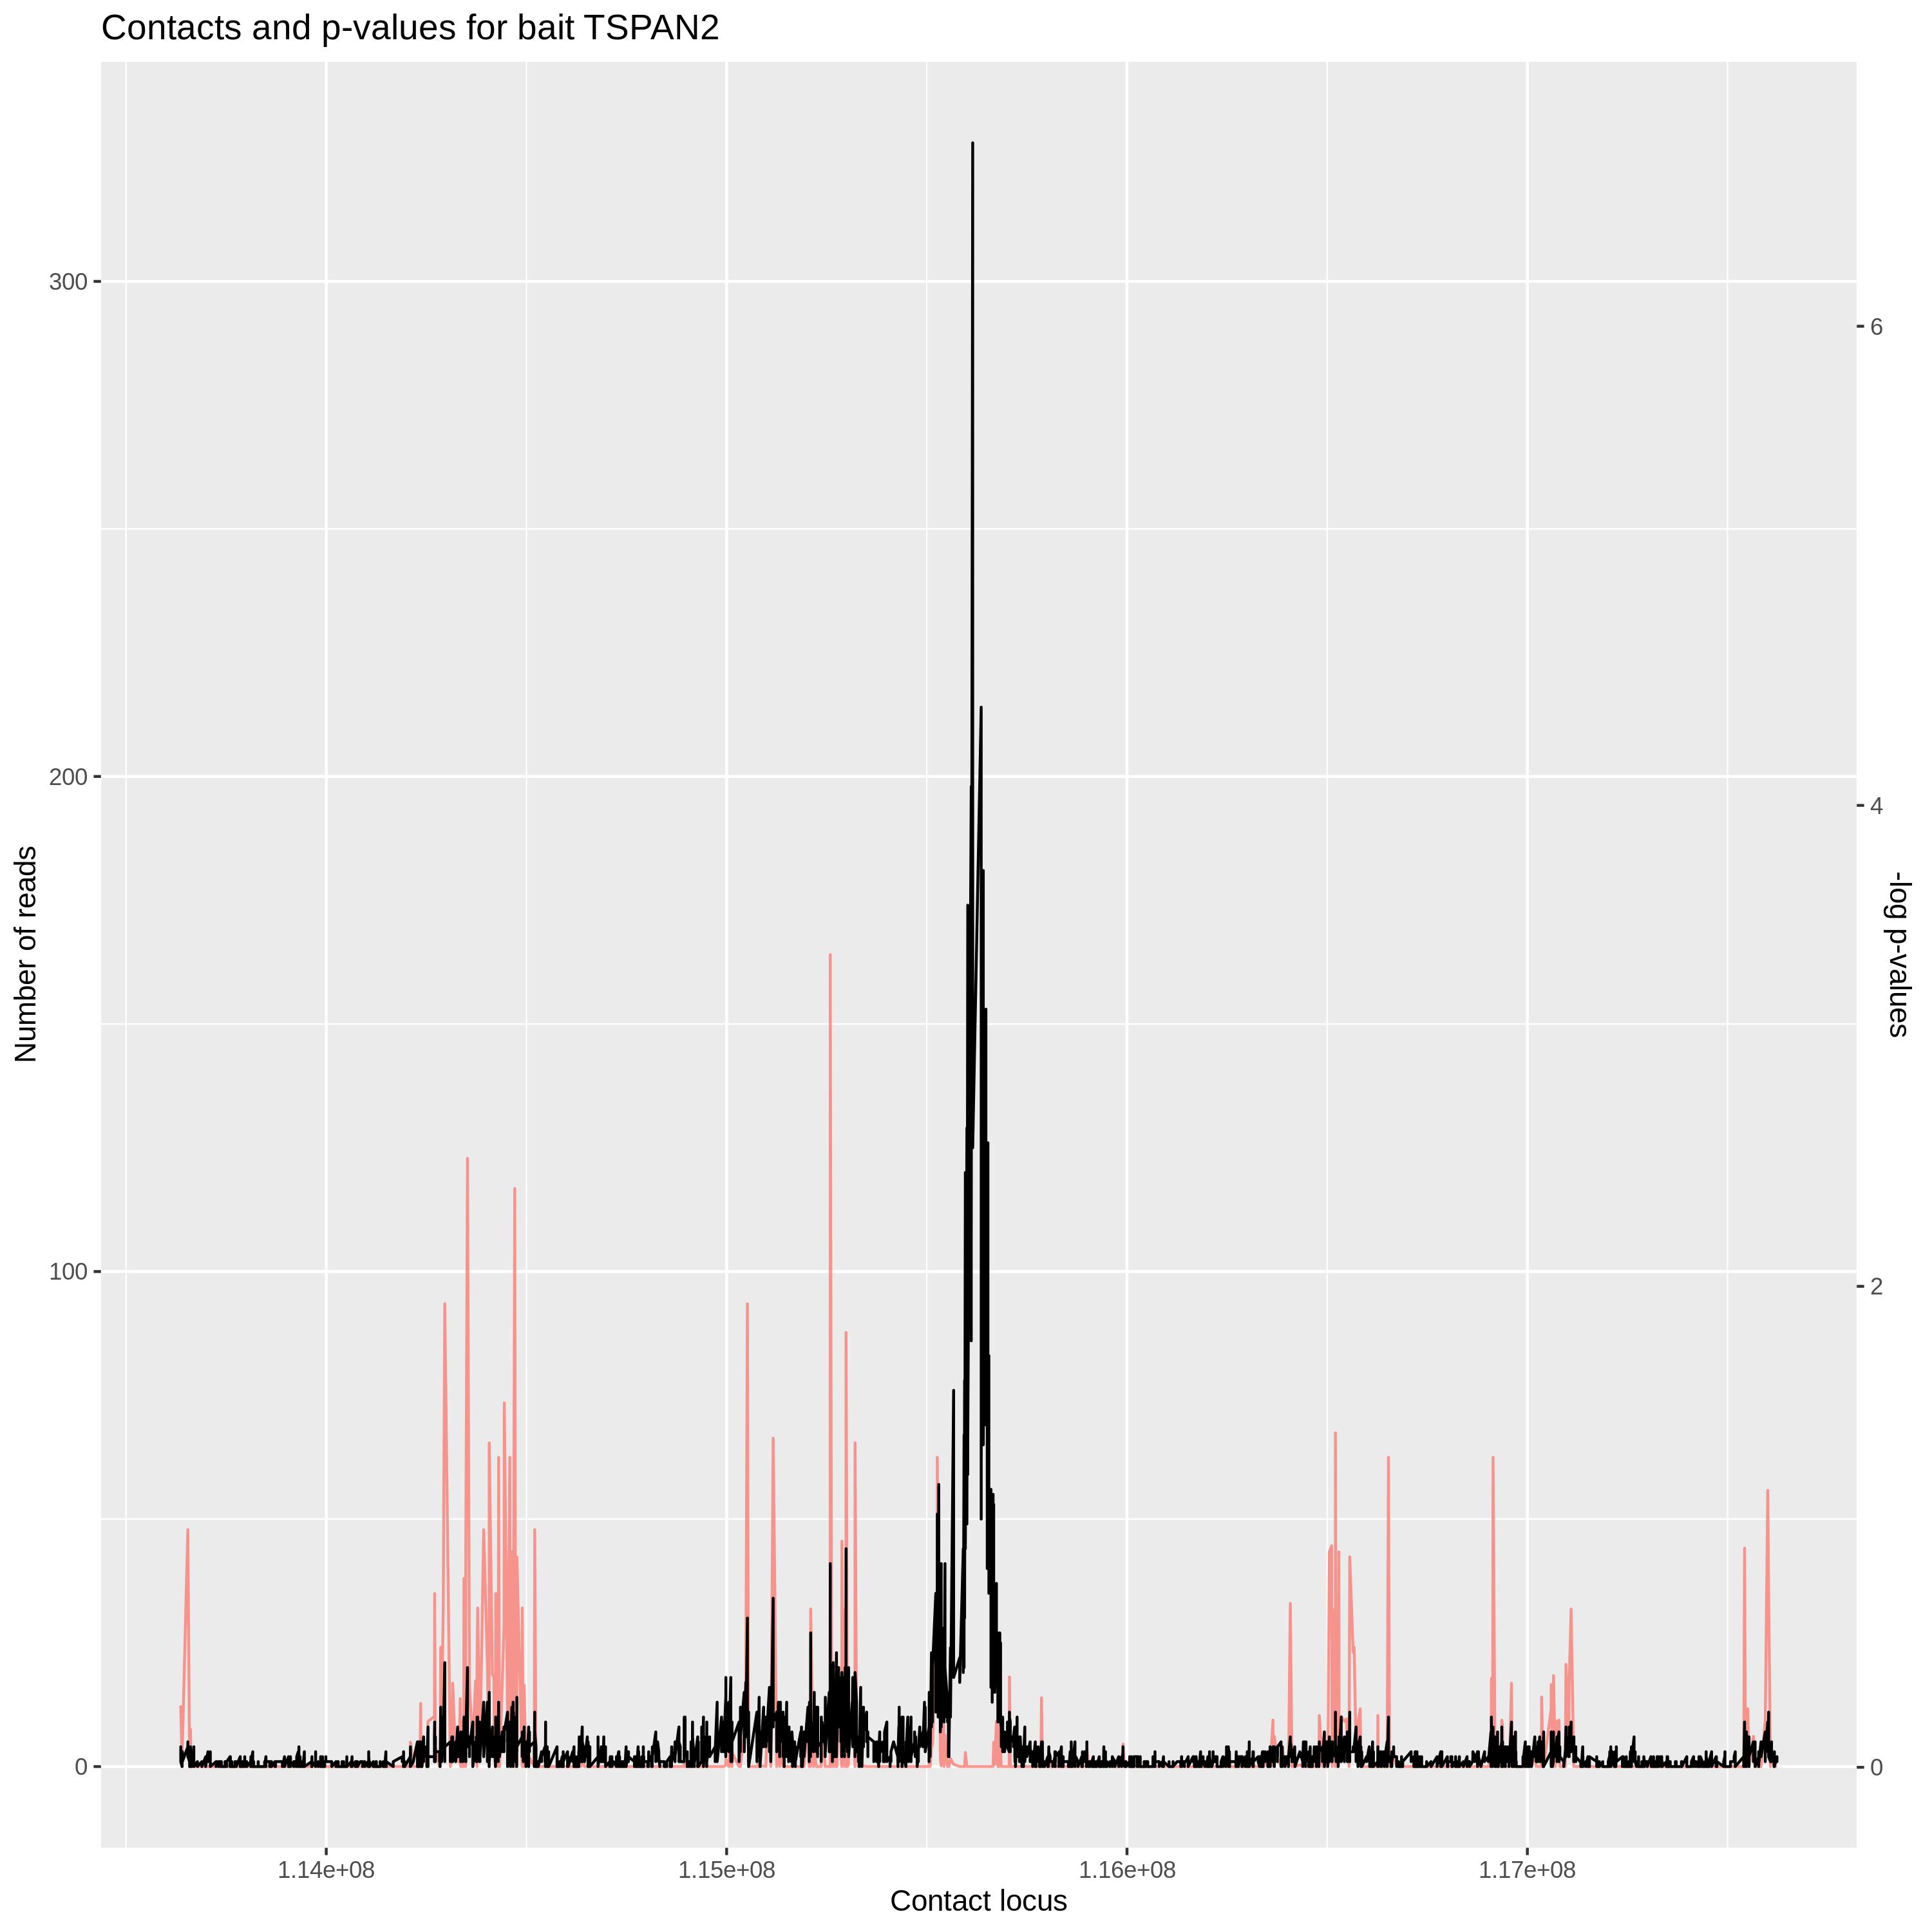 Contacts and p-values for bait TSPAN2
Number of reads
300
200
100
0
6
4
2
0
-log p-values
1.14e+08
1.15e+08
1.16e+08
1.17e+08
Contact locus